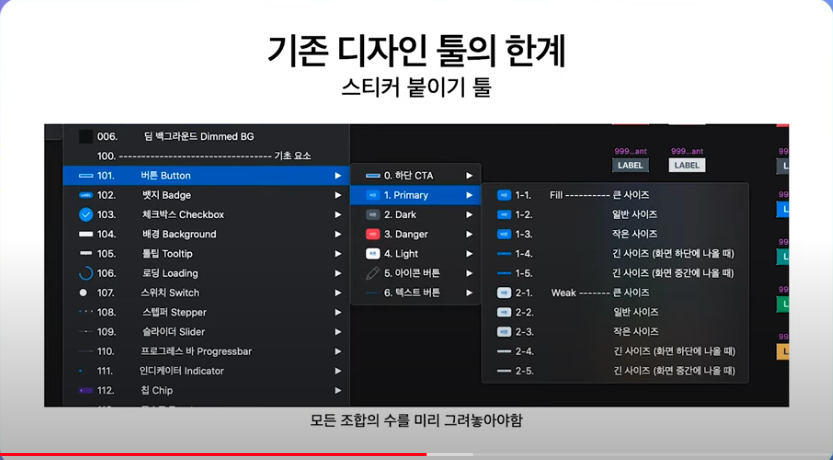 기존 디자인 툴의 한계
스티커 붙이기 툴
006. 딤 백그라운드 Dimmed BG
100. ---------------------------------- 기초 요소
101. 버튼 Button
102. 뱃지 Badge
103. 체크박스 Checkbox
104. 배경 Background
105. 툴팁 Tooltip
106. 로딩 Loading
107. 스위치 Switch
108. 스텝퍼 Stepper
109. 슬라이더 Slider
110. 프로그레스 바 Progressbar
111. 인디케이터 Indicator
112. 칩 Chip
0. 하단 CTA
1. Primary
2. Dark
3. Danger
4. Light
5. 아이콘 버튼
6. 텍스트 버튼
1-1. Fill ---------- 큰 사이즈
1-2. 일반 사이즈
1-3. 작은 사이즈
1-4. 긴 사이즈 (화면 하단에 나올 때)
1-5. 긴 사이즈 (화면 중간에 나올 때)
2-1. Weak ------- 큰 사이즈
2-2. 일반 사이즈
2-3. 작은 사이즈
2-4. 긴 사이즈 (화면 하단에 나올 때)
2-5. 긴 사이즈 (화면 중간에 나올 때)
999...ant 999...ant
LABEL LABEL
모든 조합의 수를 미리 그려놓아야함